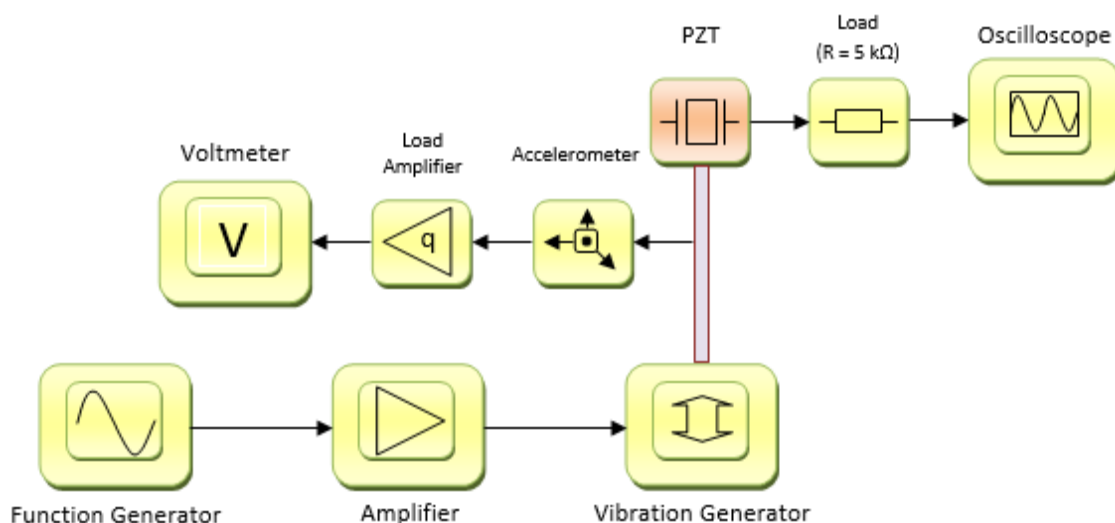 PZT
Load
(R = 5 kΩ)
Oscilloscope
Voltmeter
Load
Amplifier
Accelerometer
V
q
Function Generator
Amplifier
Vibration Generator